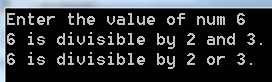 Enter the value of num 6
6 is divisible by 2 and 3.
6 is divisible by 2 or 3.